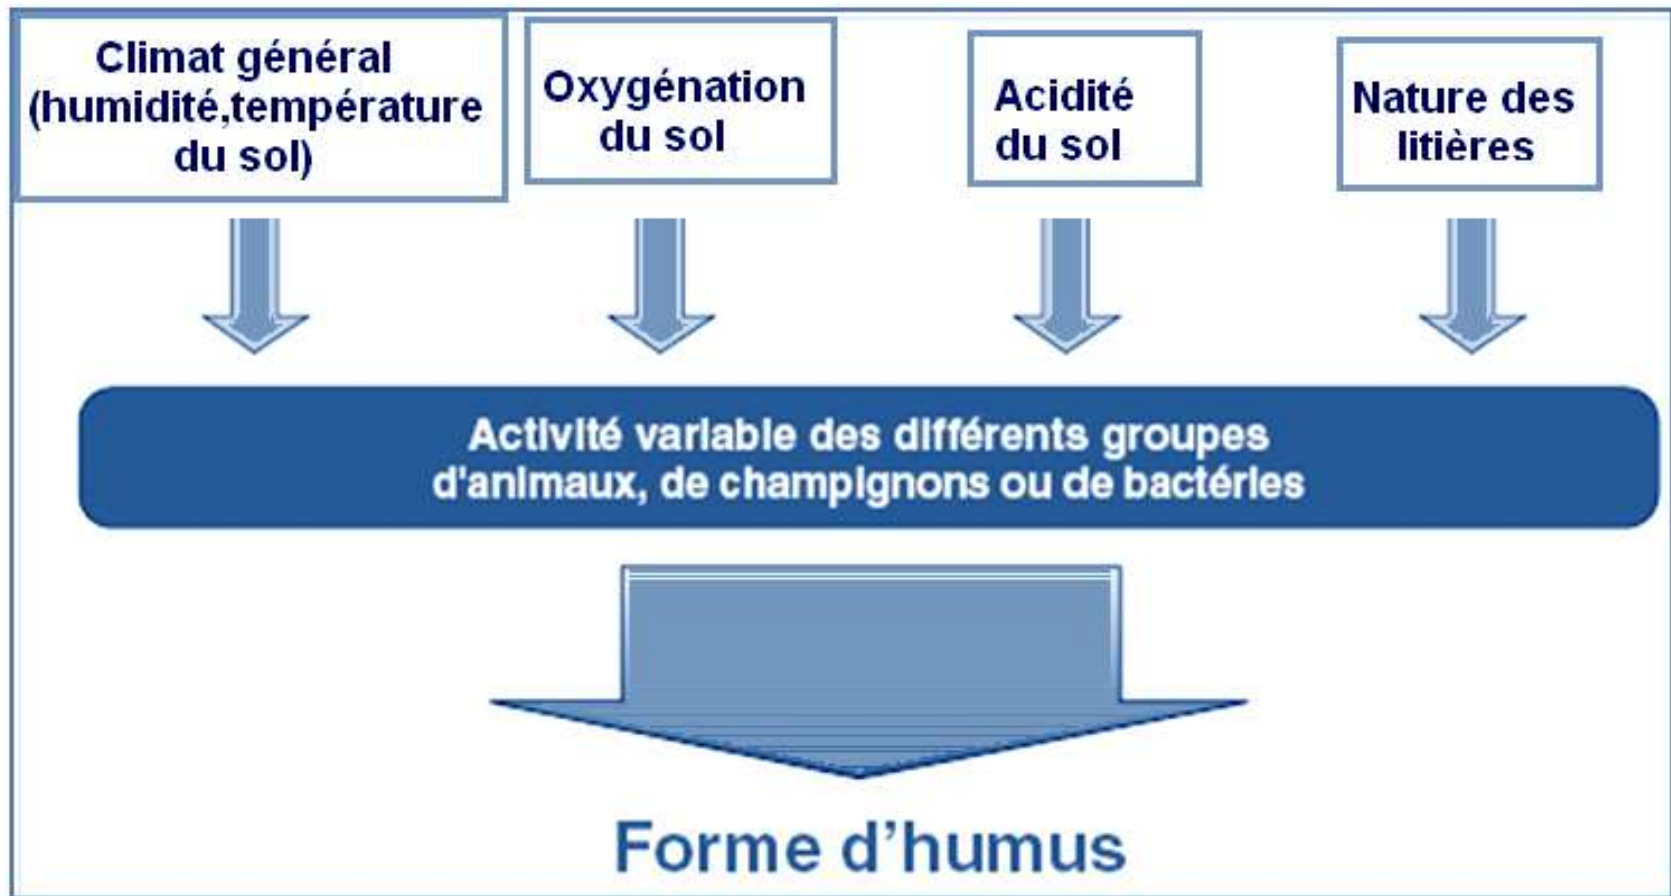 Climat général
(humidité,température
du sol)
Oxygénation
du sol
Acidité
du sol
Nature des
litières
Activité variable des différents groupes
d'animaux, de champignons ou de bactéries
Forme d’humus